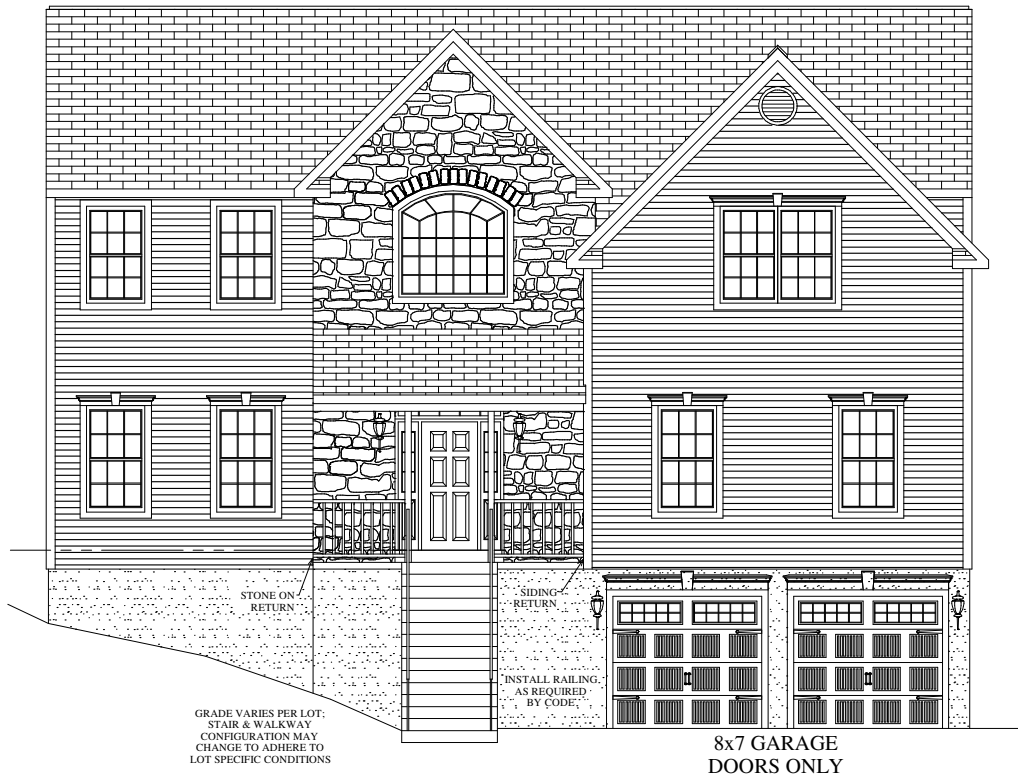 STONE ON
RETURN
SIDING
RETURN
INSTALL RAILING
AS REQUIRED
BY CODE
GRADE VARIES PER LOT;
STAIR & WALKWAY
CONFIGURATION MAY
CHANGE TO ADHERE TO
LOT SPECIFIC CONDITIONS
8x7 GARAGE
DOORS ONLY